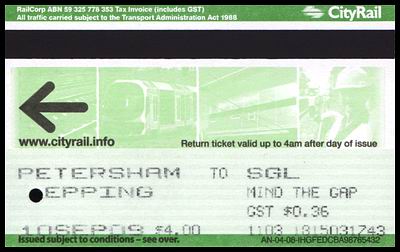 RailCorp ABN 59 325 778 353 Tax Invoice (includes GST)
All traffic carried subject to the Transport Administration Act 1988
CityRail
www.cityrail.info
Return ticket valid up to 4am after day of issue
PETERSHAM TO SGL
EPPING MIND THE GAP
GST $0.36
10SEP09 $4.00 1103 1815031743
Issued subject to conditions – see over.
AN-04-08-IHGFEDCBA98765432